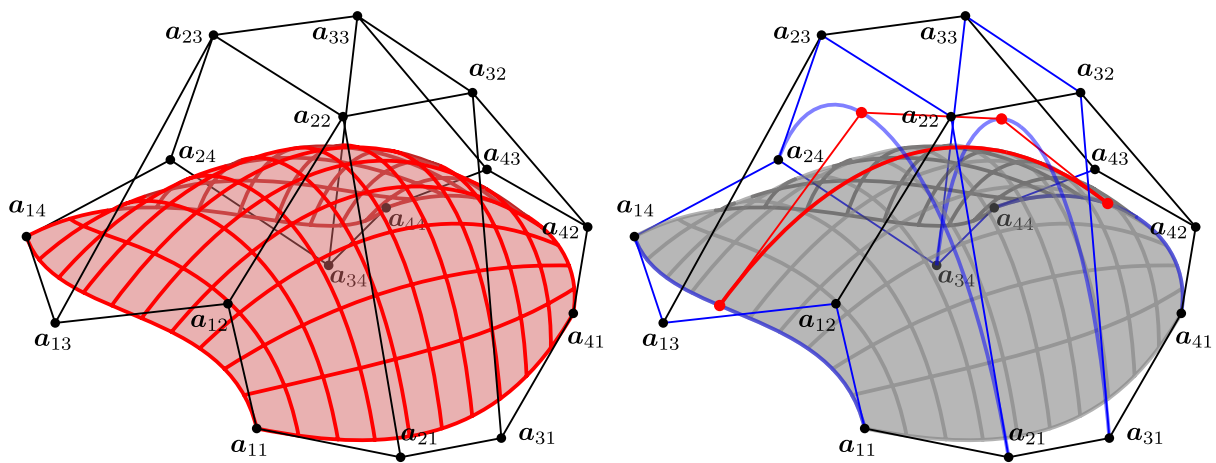 a₂₃ a₃₃ a₂₃ a₃₃
a₃₂ a₃₂
a₂₂ a₂₂
a₂₄ a₄₃ a₂₄ a₄₃
a₁₄ a₄₄ a₄₂ a₁₄ a₄₄ a₄₂
a₃₄ a₃₄
a₁₃ a₁₂ a₄₁ a₁₃ a₁₂ a₄₁
a₁₁ a₂₁ a₃₁ a₁₁ a₂₁ a₃₁